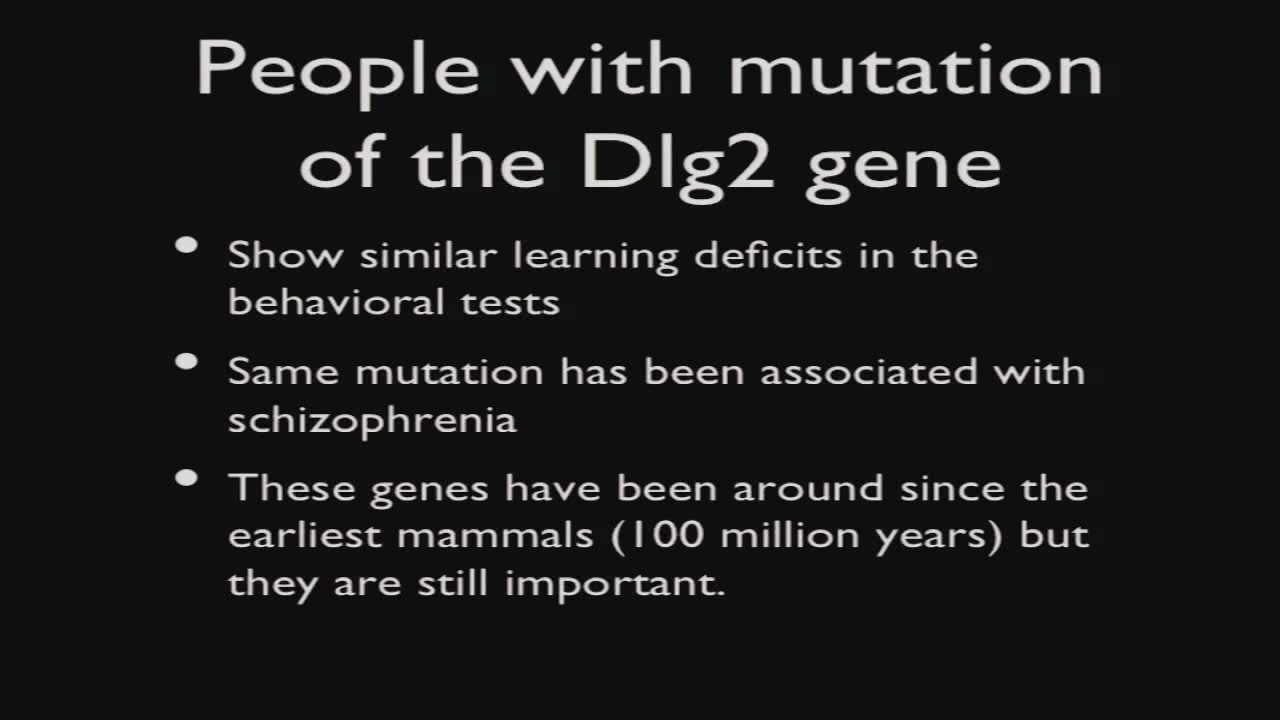 People with mutation
of the Dlg2 gene
• Show similar learning deficits in the
behavioral tests
• Same mutation has been associated with
schizophrenia
• These genes have been around since the
earliest mammals (100 million years) but
they are still important.